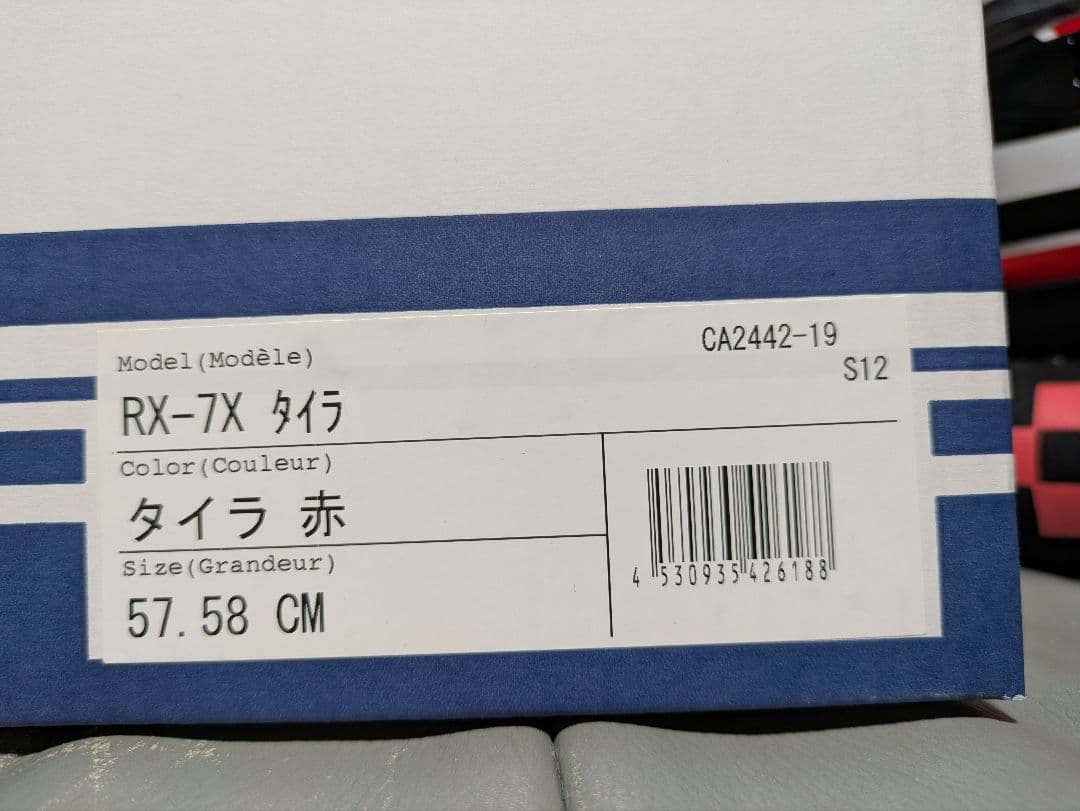 Model(Modèle)
CA2442-19
S12
RX-7X ﾀｲﾗ
Color(Couleur)
タイラ 赤
Size(Grandeur)
57.58 CM
4 530935 426188